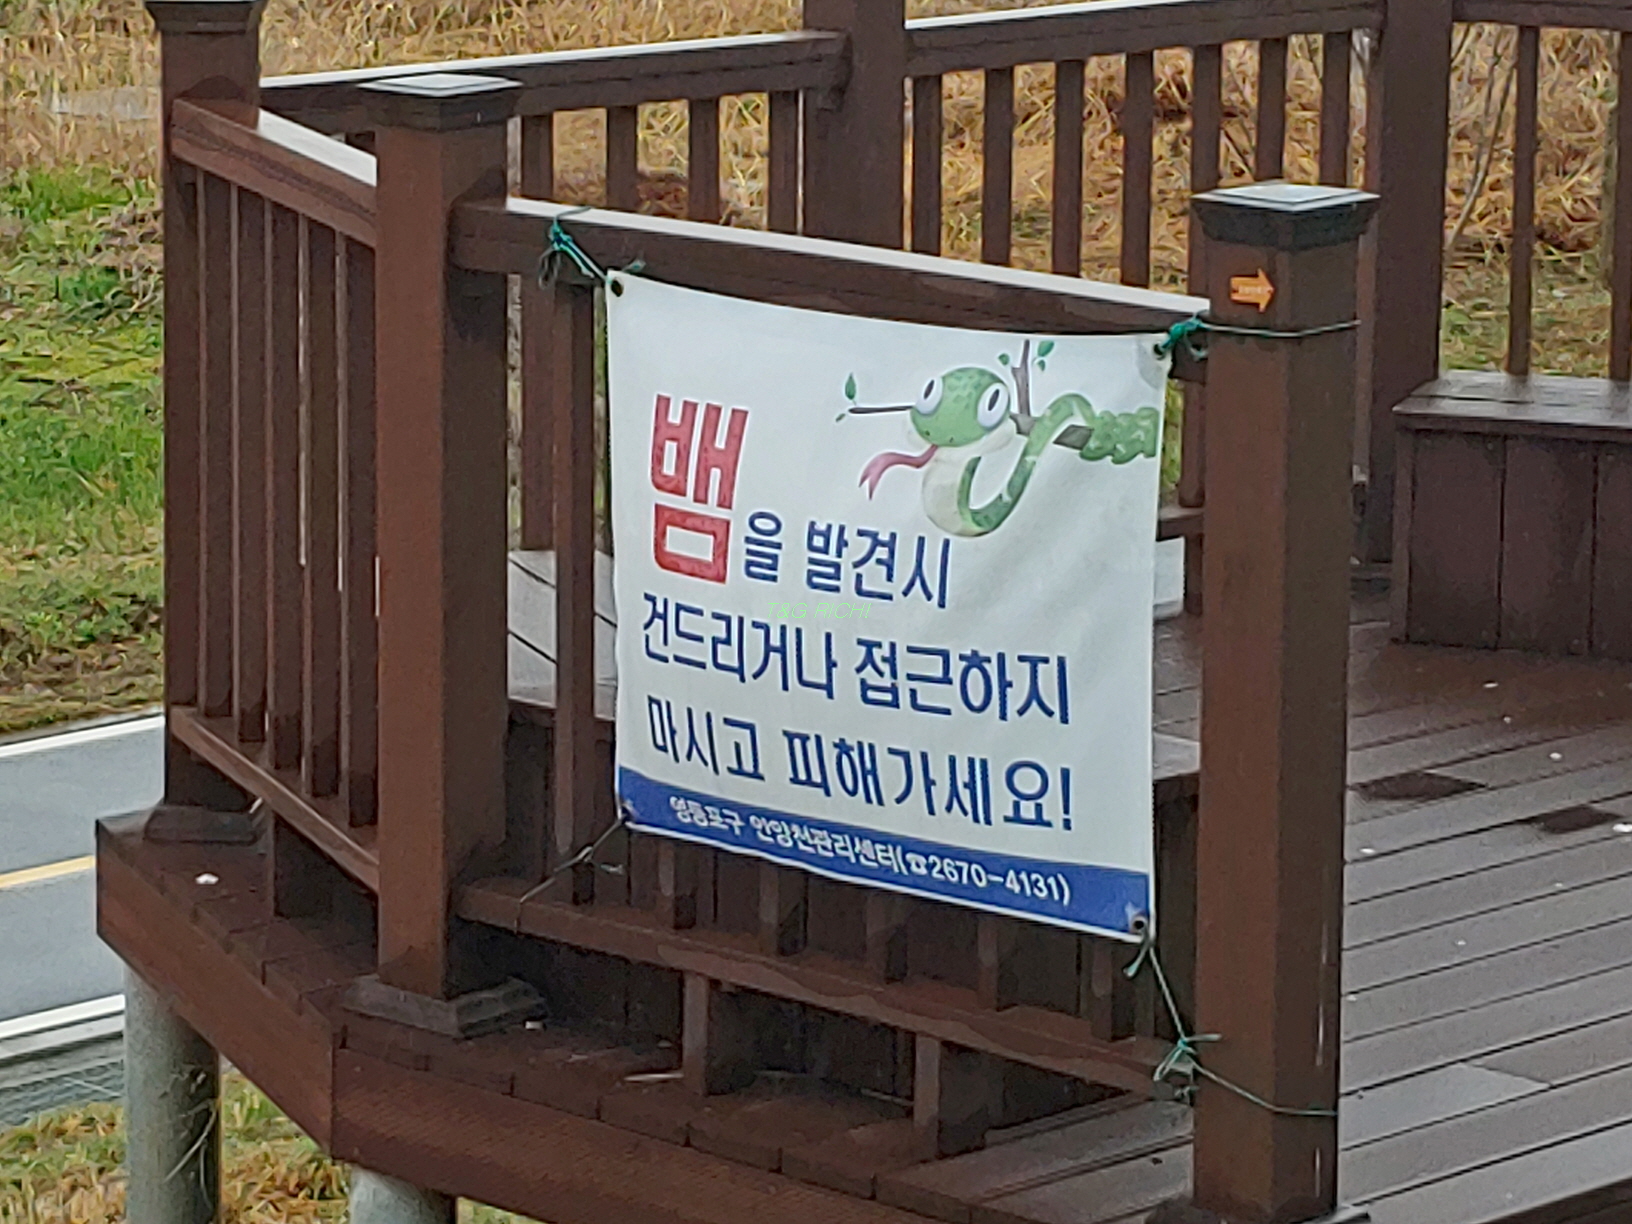 뱀을 발견시
건드리거나 접근하지
마시고 피해가세요!
영등포구 안양천관리센터(☎2670-4131)
T&G RICHI